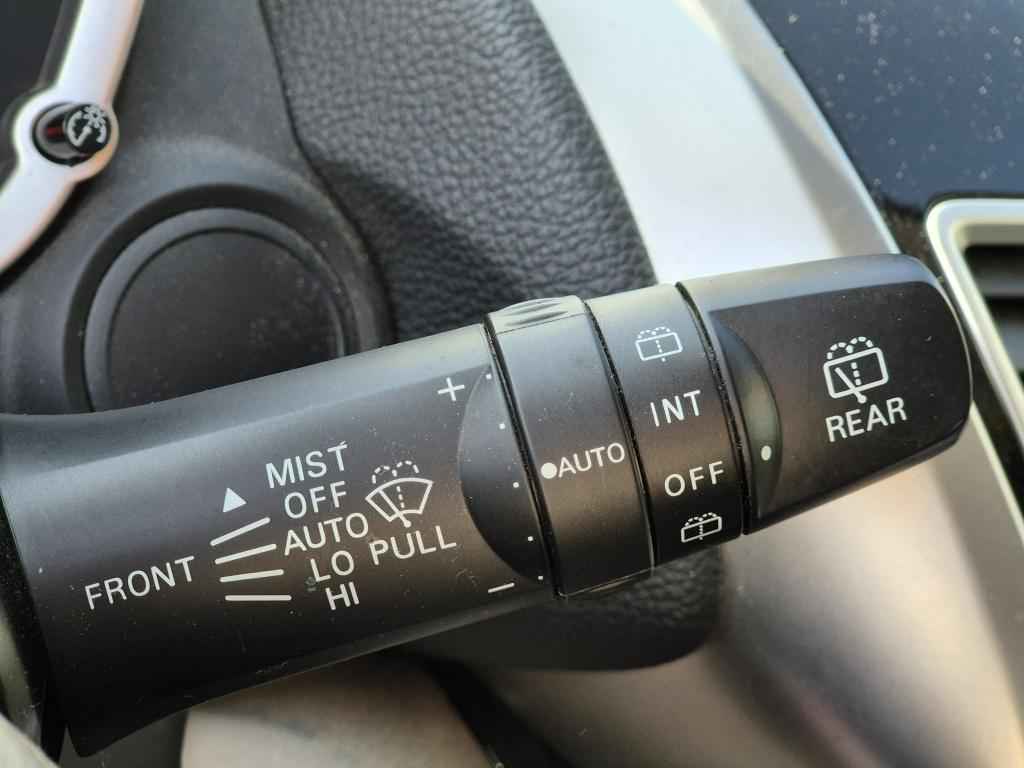 MIST
OFF
AUTO
LO PULL
HI
FRONT
+
−
AUTO
INT
OFF
REAR